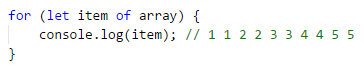 for (let item of array) {
    console.log(item); // 1 1 2 2 3 3 4 4 5 5
}